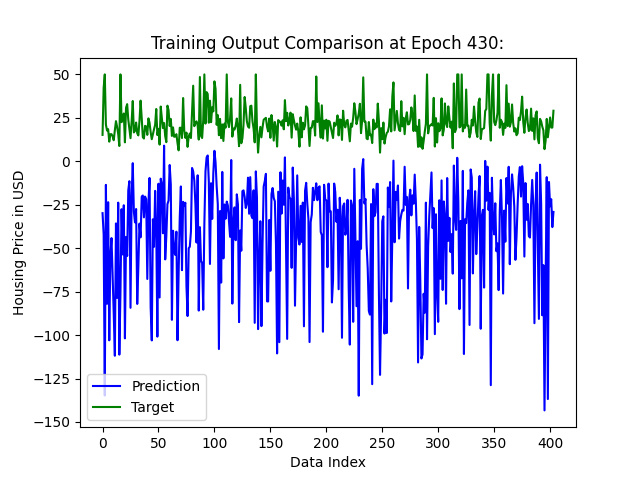 Training Output Comparison at Epoch 430:
Housing Price in USD
50
25
0
−25
−50
−75
−100
−125
−150
Prediction
Target
0 50 100 150 200 250 300 350 400
Data Index